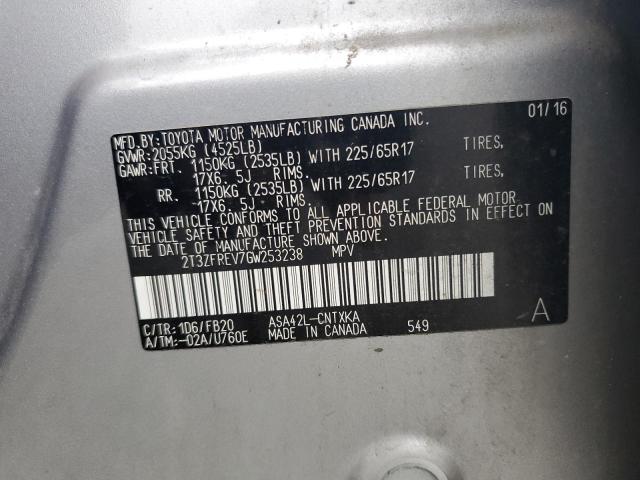 MFD.BY:TOYOTA MOTOR MANUFACTURING CANADA INC. 01/16
GVWR:2055KG (4525LB)
GAWR:FRT. 1150KG (2535LB) WITH 225/65R17 TIRES,
17X6. 5J RIMS.
RR. 1150KG (2535LB) WITH 225/65R17 TIRES,
17X6. 5J RIMS.
THIS VEHICLE CONFORMS TO ALL APPLICABLE FEDERAL MOTOR
VEHICLE SAFETY AND THEFT PREVENTION STANDARDS IN EFFECT ON
THE DATE OF MANUFACTURE SHOWN ABOVE.
2T3ZFREV7GW253238 MPV
C/TR:1D6/FB20 ASA42L-CNTXKA A
A/TM:-02A/U760E MADE IN CANADA 549